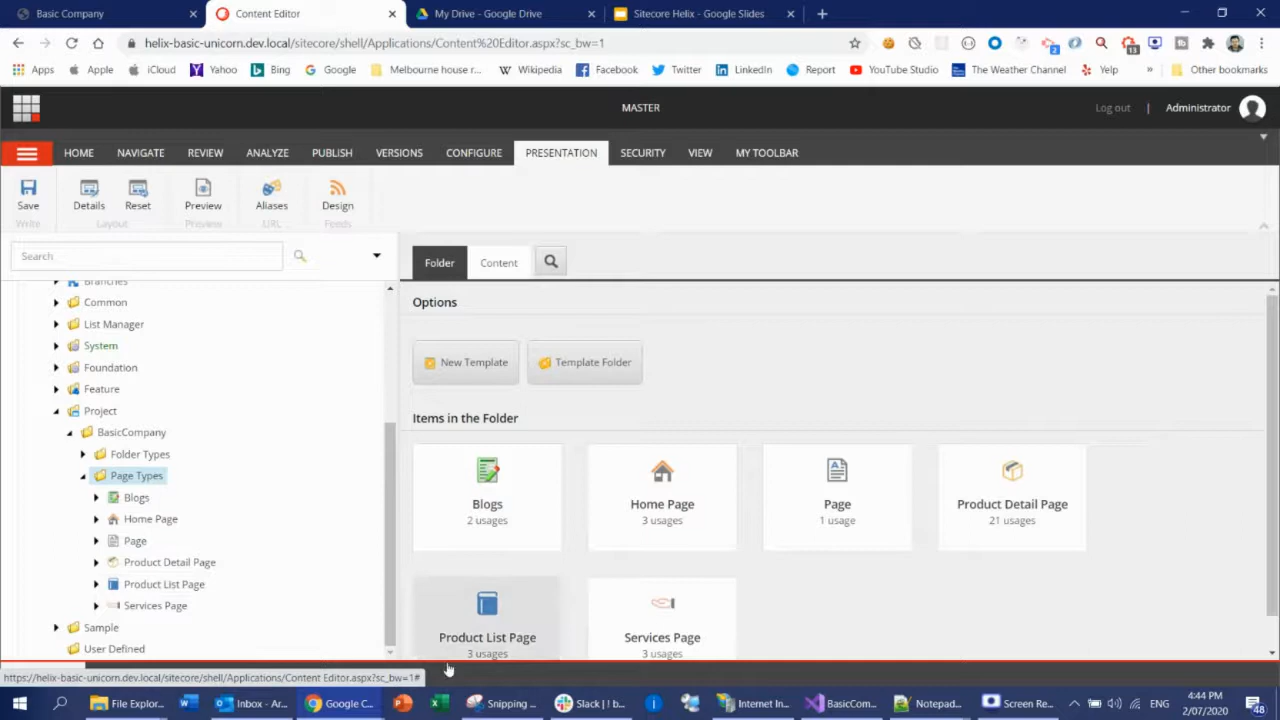 Basic Company
Content Editor
My Drive - Google Drive
Sitecore Helix - Google Slides
helix-basic-unicorn.dev.local/sitecore/shell/Applications/Content%20Editor.aspx?sc_bw=1
Apps
Apple
iCloud
Yahoo
Bing
Google
Melbourne house r...
Wikipedia
Facebook
Twitter
LinkedIn
Report
YouTube Studio
The Weather Channel
Yelp
»
Other bookmarks
MASTER
Log out
|
Administrator
HOME
NAVIGATE
REVIEW
ANALYZE
PUBLISH
VERSIONS
CONFIGURE
PRESENTATION
SECURITY
VIEW
MY TOOLBAR
Save
Details
Reset
Preview
Aliases
Design
Write
Layout
Preview
URL
Feeds
Search
Folder
Content
Branches
Common
List Manager
System
Foundation
Feature
Project
BasicCompany
Folder Types
Page Types
Blogs
Home Page
Page
Product Detail Page
Product List Page
Services Page
Sample
User Defined
Options
New Template
Template Folder
Items in the Folder
Blogs
2 usages
Home Page
3 usages
Page
1 usage
Product Detail Page
21 usages
Product List Page
3 usages
Services Page
3 usages
https://helix-basic-unicorn.dev.local/sitecore/shell/Applications/Content Editor.aspx?sc_bw=1#
File Explor...
Inbox - Ar...
Google C...
Snipping ...
Slack | ! b...
Internet In...
BasicCom...
Notepad...
Screen Re...
ENG
4:44 PM
2/07/2020
48